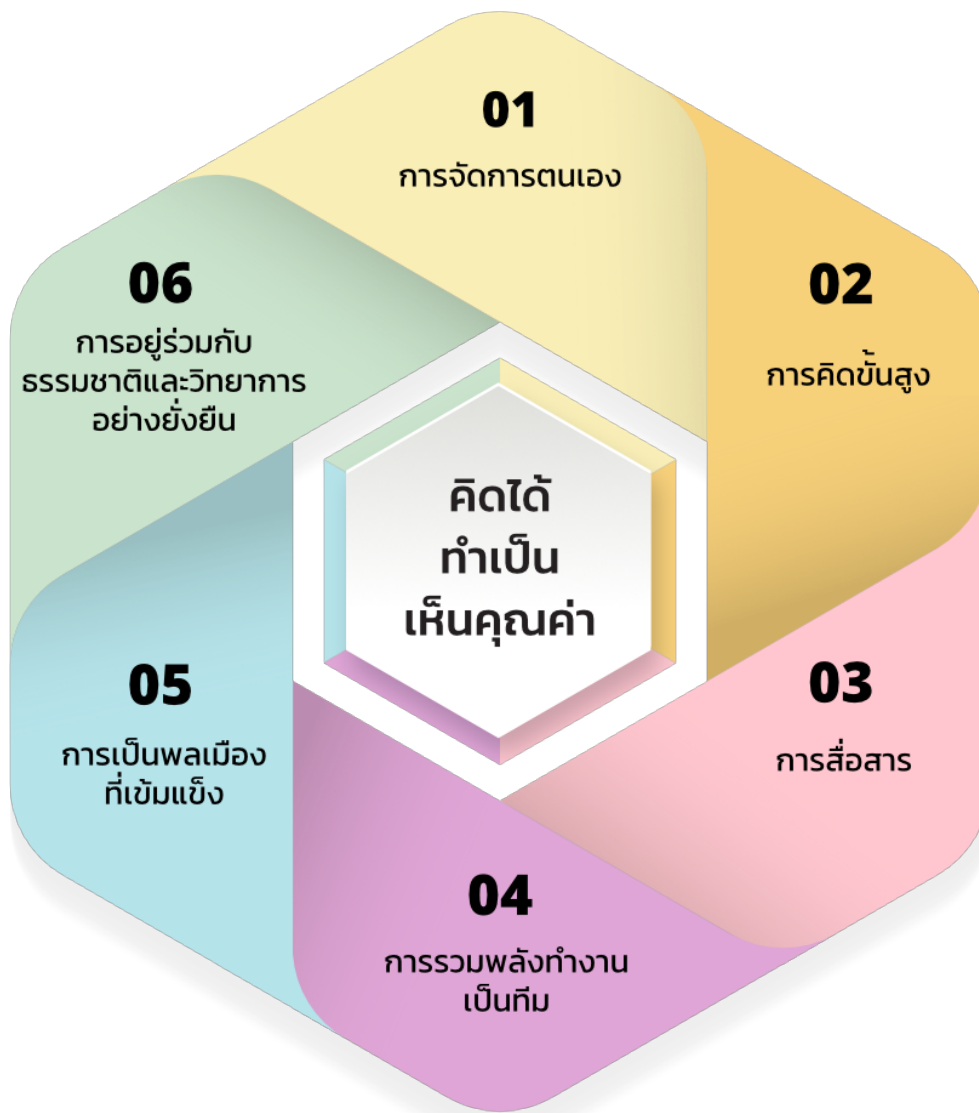 01
การจัดการตนเอง
02
การคิดขั้นสูง
03
การสื่อสาร
04
การรวมพลังทำงาน
เป็นทีม
05
การเป็นพลเมือง
ที่เข้มแข็ง
06
การอยู่ร่วมกับ
ธรรมชาติและวิทยาการ
อย่างยั่งยืน
คิดได้
ทำเป็น
เห็นคุณค่า